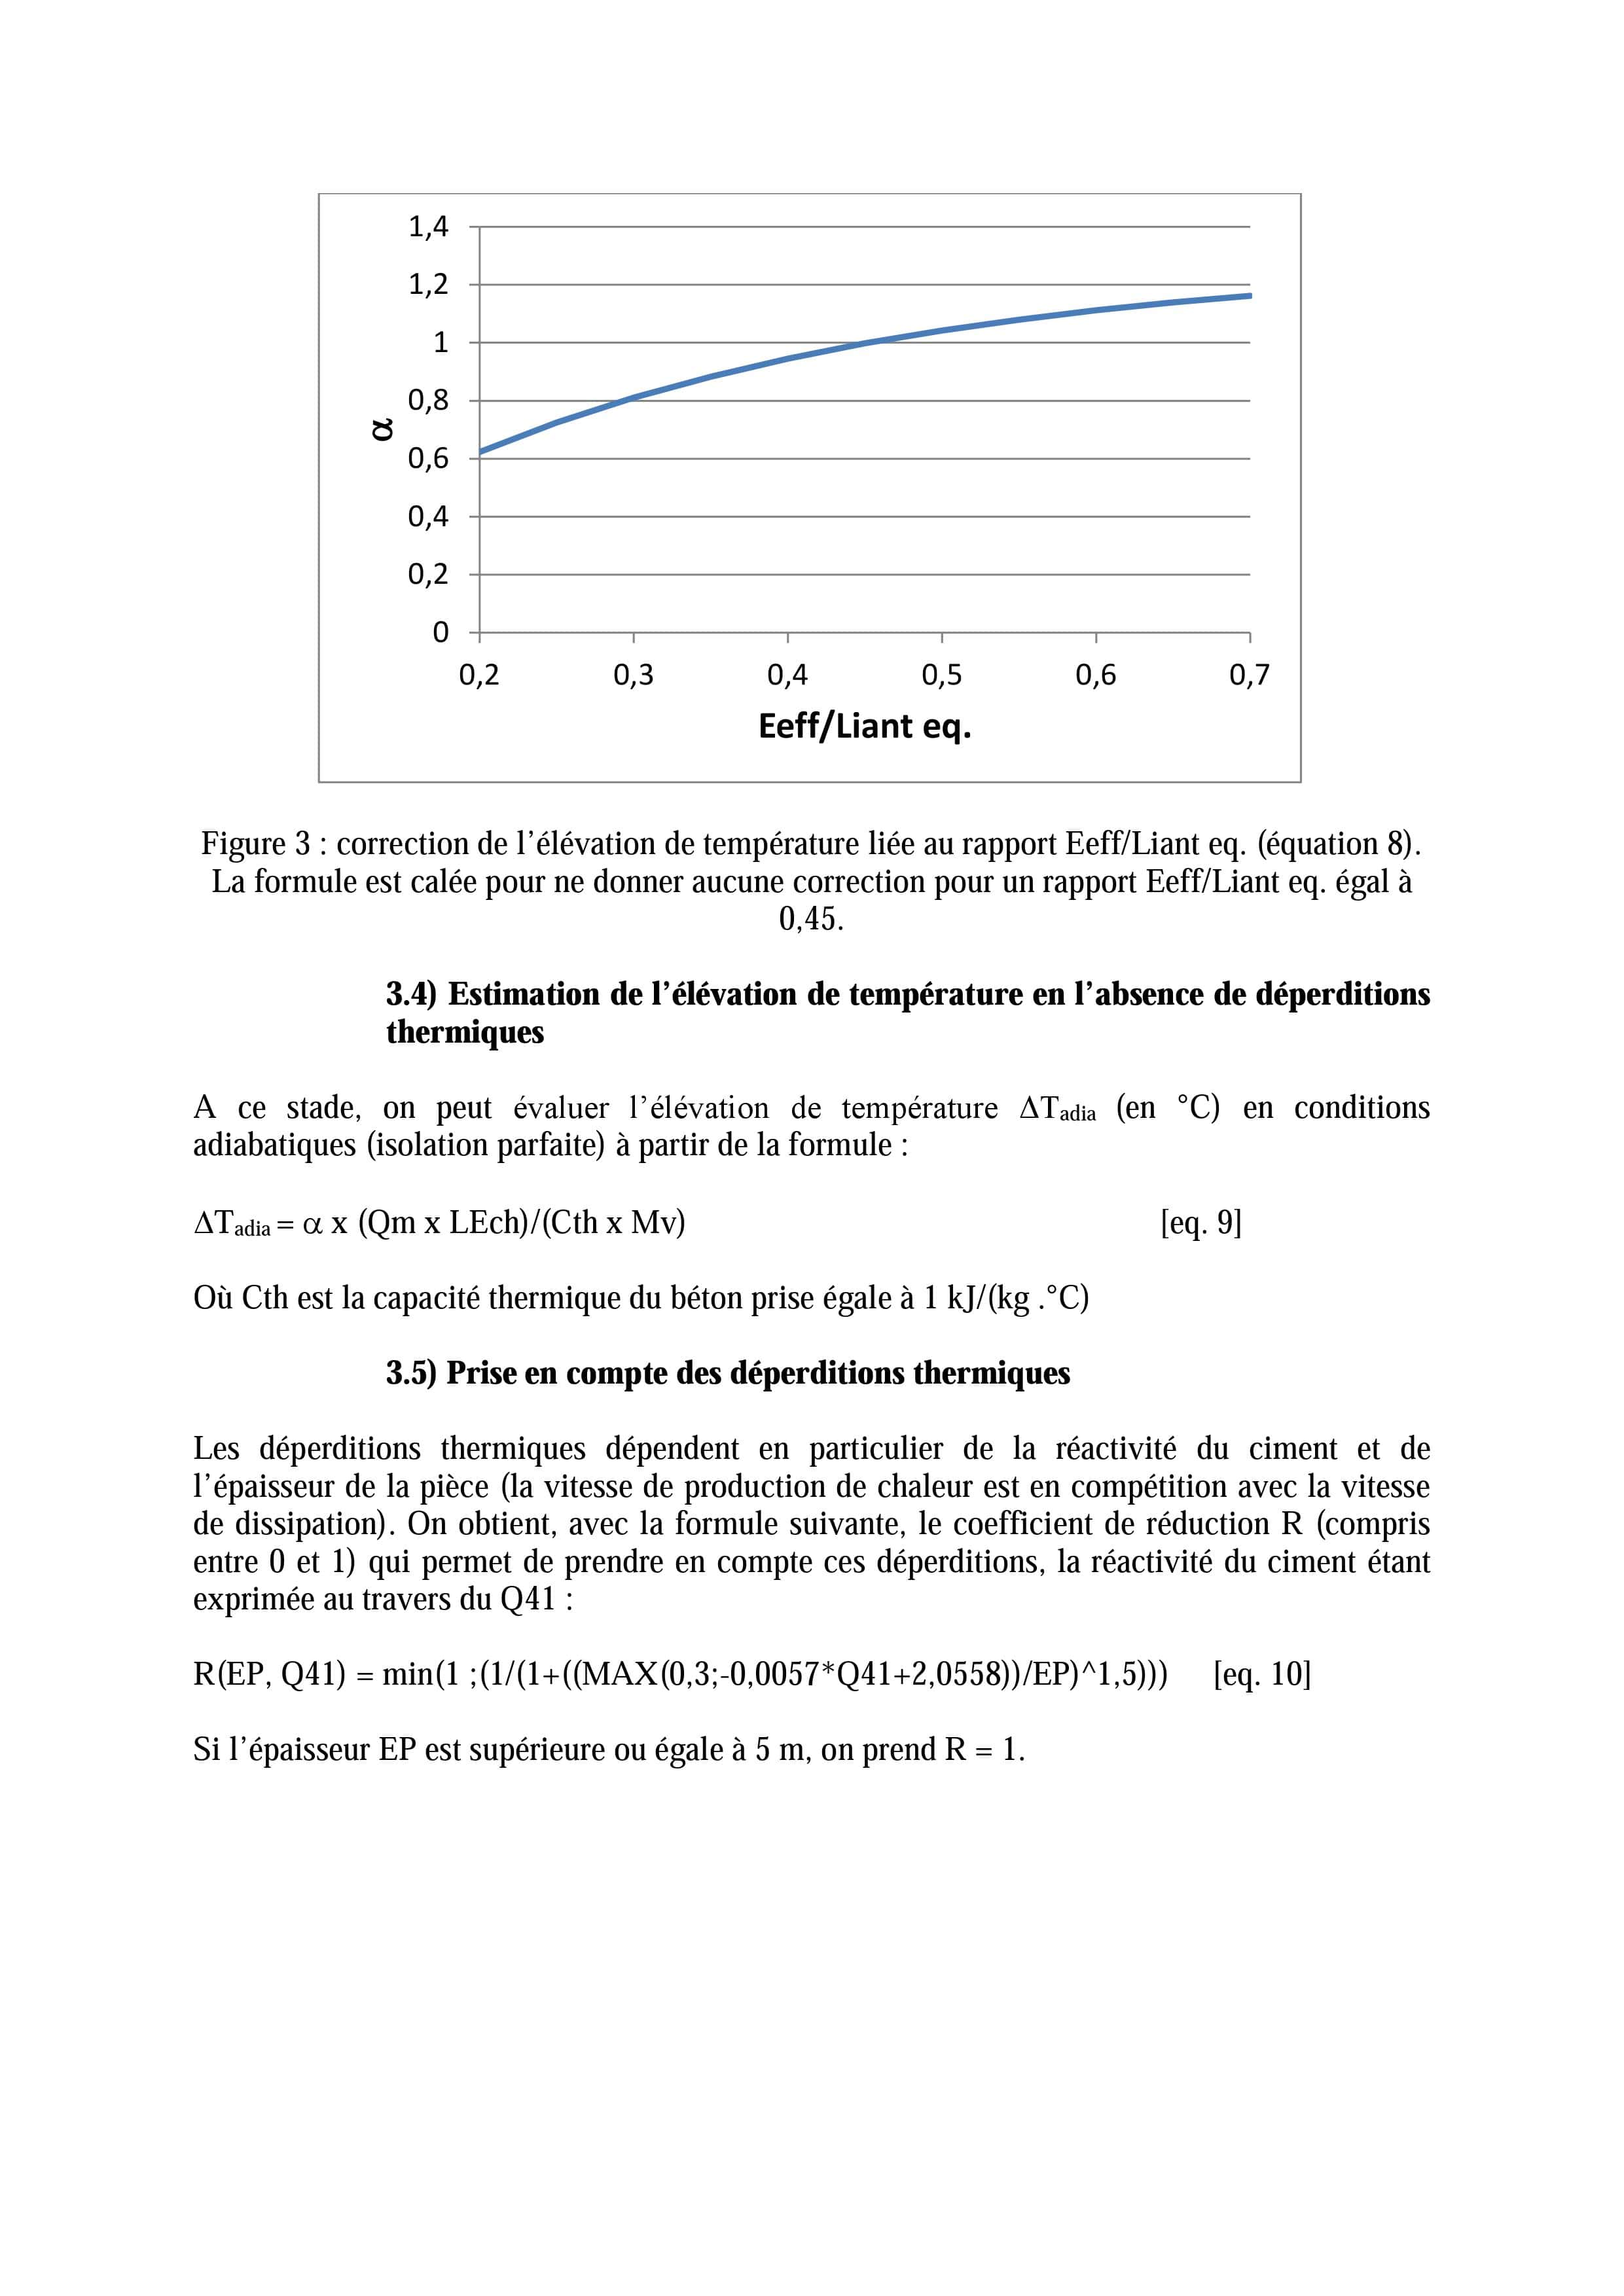 1,4
1,2
1
0,8
0,6
0,4
0,2
0
α
0,2 0,3 0,4 0,5 0,6 0,7
Eeff/Liant eq.
Figure 3 : correction de l’élévation de température liée au rapport Eeff/Liant eq. (équation 8).
La formule est calée pour ne donner aucune correction pour un rapport Eeff/Liant eq. égal à
0,45.
3.4) Estimation de l’élévation de température en l’absence de déperditions
thermiques
A ce stade, on peut évaluer l’élévation de température ΔTadia (en °C) en conditions
adiabatiques (isolation parfaite) à partir de la formule :
ΔTadia = α x (Qm x LEch)/(Cth x Mv) [eq. 9]
Où Cth est la capacité thermique du béton prise égale à 1 kJ/(kg .°C)
3.5) Prise en compte des déperditions thermiques
Les déperditions thermiques dépendent en particulier de la réactivité du ciment et de
l’épaisseur de la pièce (la vitesse de production de chaleur est en compétition avec la vitesse
de dissipation). On obtient, avec la formule suivante, le coefficient de réduction R (compris
entre 0 et 1) qui permet de prendre en compte ces déperditions, la réactivité du ciment étant
exprimée au travers du Q41 :
R(EP, Q41) = min(1 ;(1/(1+((MAX(0,3;-0,0057*Q41+2,0558))/EP)^1,5))) [eq. 10]
Si l’épaisseur EP est supérieure ou égale à 5 m, on prend R = 1.